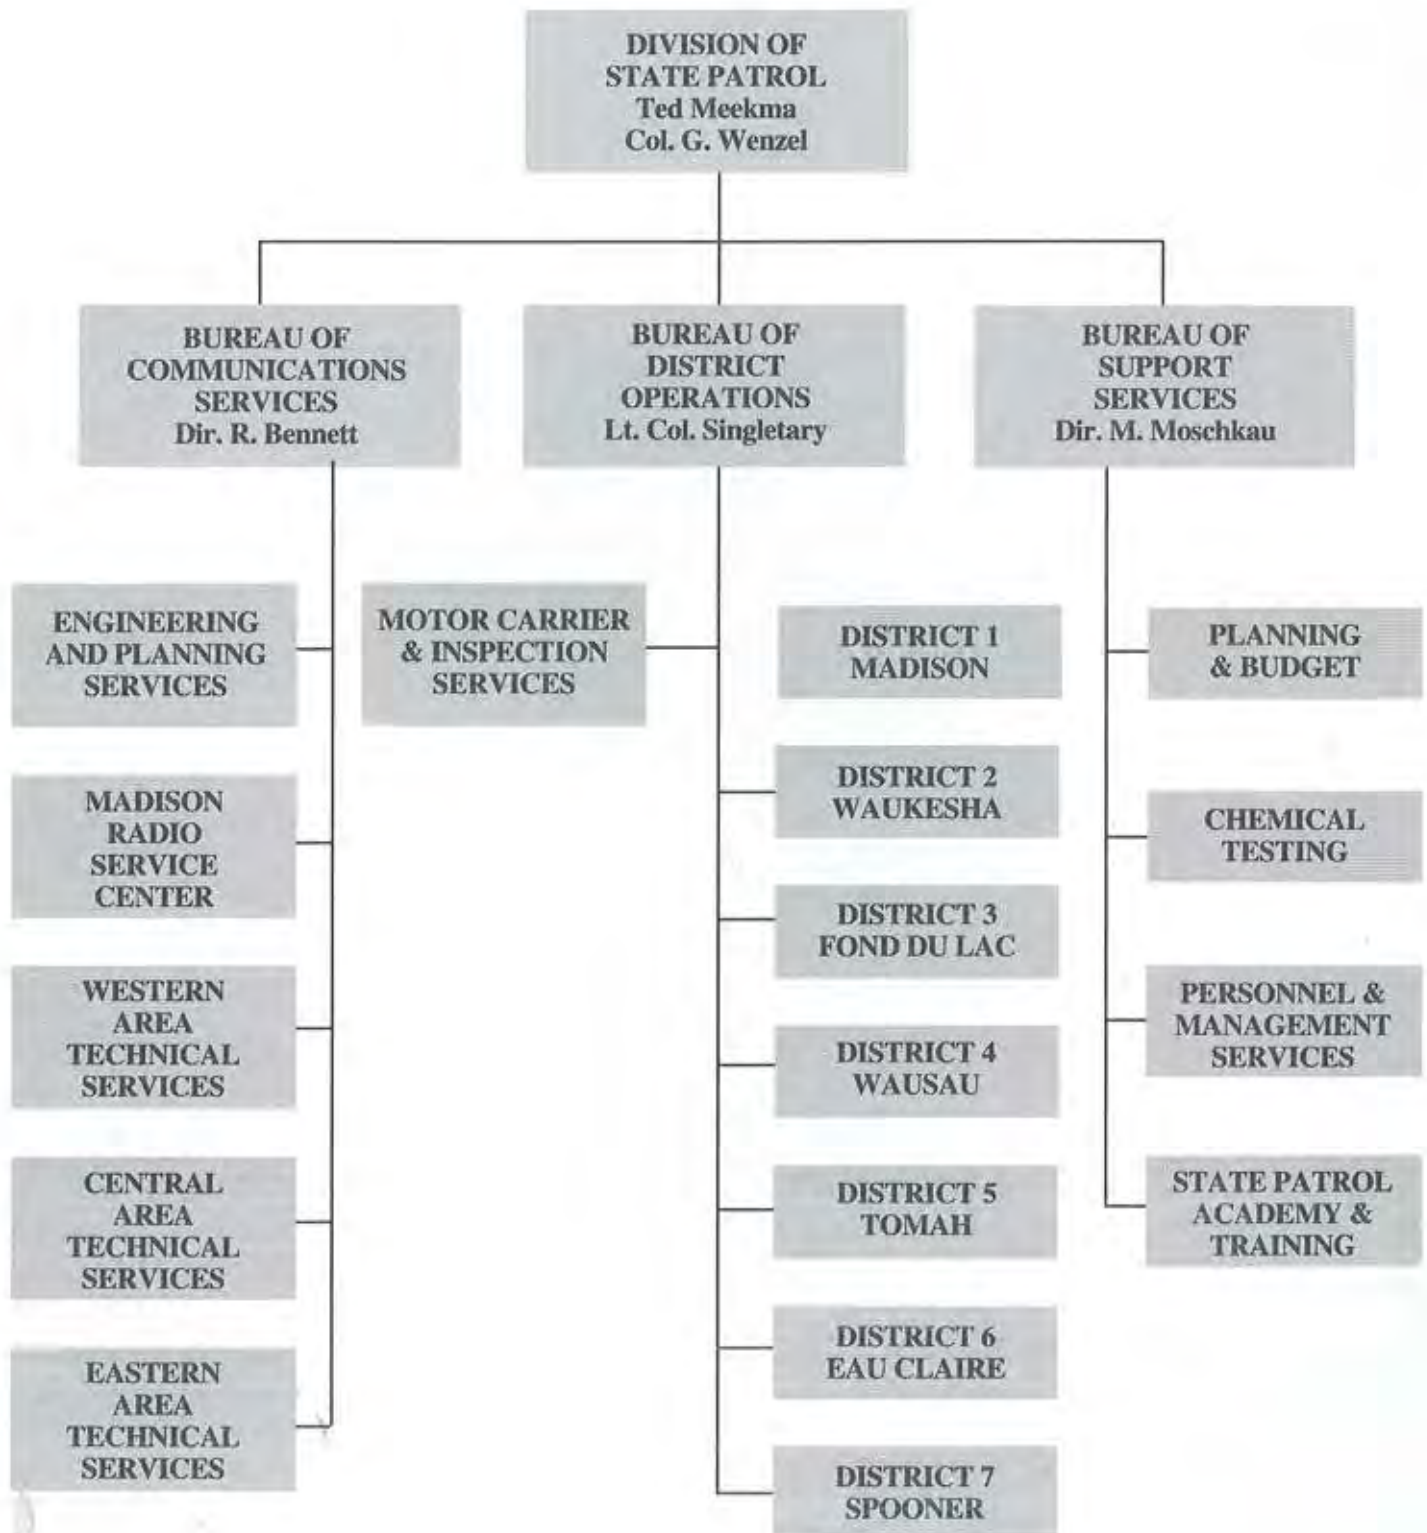 DIVISION OF
STATE PATROL
Ted Meekma
Col. G. Wenzel
BUREAU OF
COMMUNICATIONS
SERVICES
Dir. R. Bennett
BUREAU OF
DISTRICT
OPERATIONS
Lt. Col. Singletary
BUREAU OF
SUPPORT
SERVICES
Dir. M. Moschkau
ENGINEERING
AND PLANNING
SERVICES
MADISON
RADIO
SERVICE
CENTER
WESTERN
AREA
TECHNICAL
SERVICES
CENTRAL
AREA
TECHNICAL
SERVICES
EASTERN
AREA
TECHNICAL
SERVICES
MOTOR CARRIER
& INSPECTION
SERVICES
DISTRICT 1
MADISON
DISTRICT 2
WAUKESHA
DISTRICT 3
FOND DU LAC
DISTRICT 4
WAUSAU
DISTRICT 5
TOMAH
DISTRICT 6
EAU CLAIRE
DISTRICT 7
SPOONER
PLANNING
& BUDGET
CHEMICAL
TESTING
PERSONNEL &
MANAGEMENT
SERVICES
STATE PATROL
ACADEMY &
TRAINING